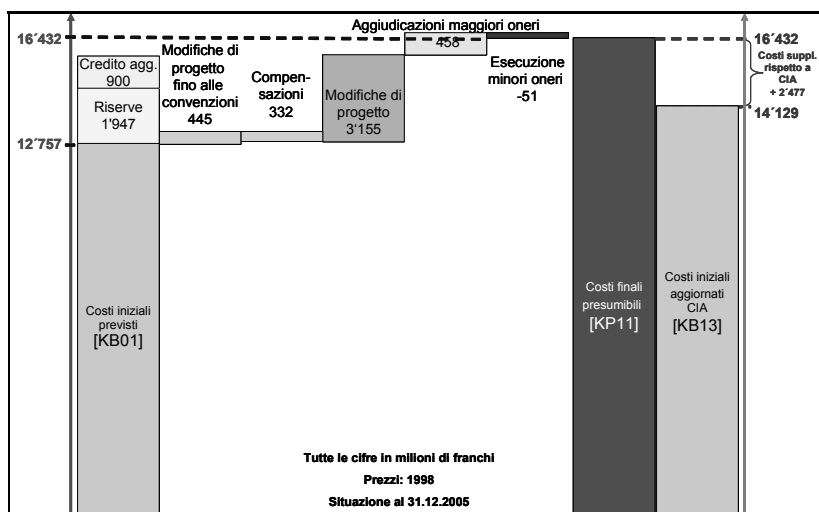 Aggiudicazioni maggiori oneri
16´432
458
16´432
Credito agg.
900
Riserve
1'947
Modifiche di
progetto
fino alle
convenzioni
445
Compen-
sazioni
332
Modifiche di
progetto
3'155
Esecuzione
minori oneri
-51
Costi suppl.
rispetto a
CIA
+ 2´477
14´129
12´757
Costi iniziali
previsti
[KB01]
Costi finali
presumibili
[KP11]
Costi iniziali
aggiornati
CIA
[KB13]
Tutte le cifre in milioni di franchi
Prezzi: 1998
Situazione al 31.12.2005